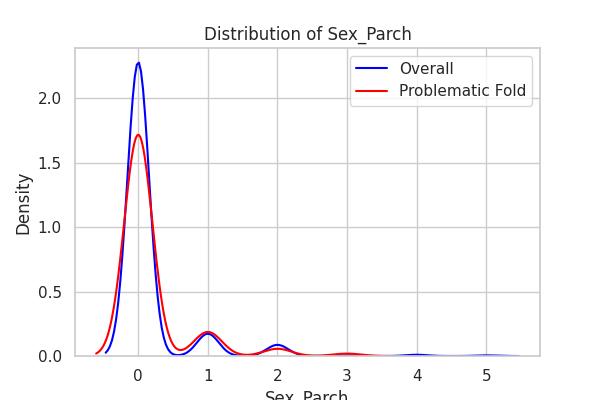 Distribution of Sex_Parch
Overall
Problematic Fold
Density
2.0
1.5
1.0
0.5
0.0
0 1 2 3 4 5
Sex_Parch